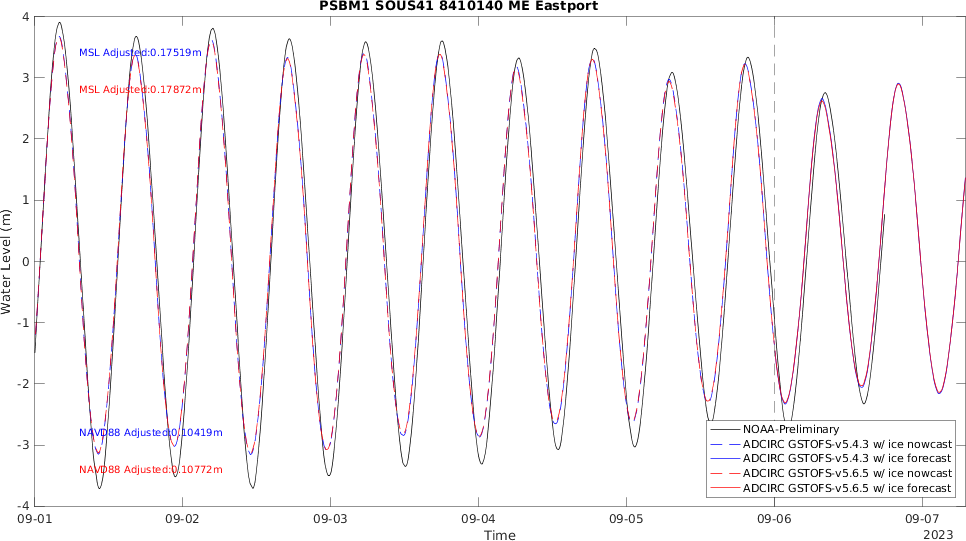 PSBM1 SOUS41 8410140 ME Eastport
4
3
2
1
0
-1
-2
-3
-4
Water Level (m)
MSL Adjusted:0.17519m
MSL Adjusted:0.17872m
NAVD88 Adjusted:0.10419m
NAVD88 Adjusted:0.10772m
NOAA-Preliminary
ADCIRC GSTOFS-v5.4.3 w/ ice nowcast
ADCIRC GSTOFS-v5.4.3 w/ ice forecast
ADCIRC GSTOFS-v5.6.5 w/ ice nowcast
ADCIRC GSTOFS-v5.6.5 w/ ice forecast
09-01 09-02 09-03 09-04 09-05 09-06 09-07
Time
2023